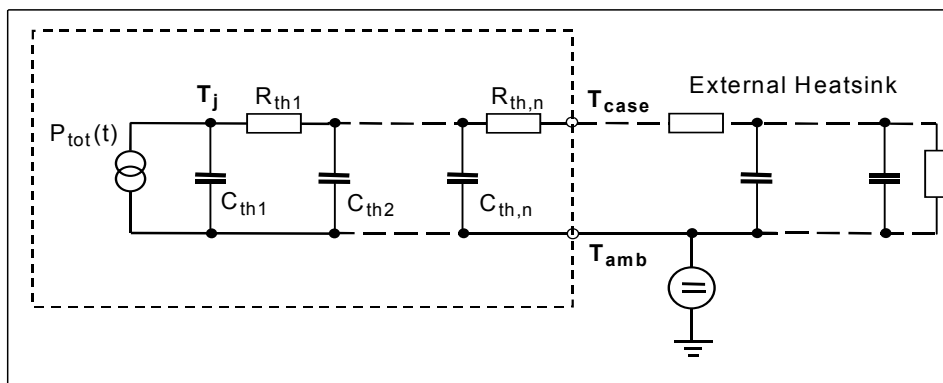 External Heatsink
T_j
R_th1
R_th,n
T_case
P_tot(t)
C_th1
C_th2
C_th,n
T_amb